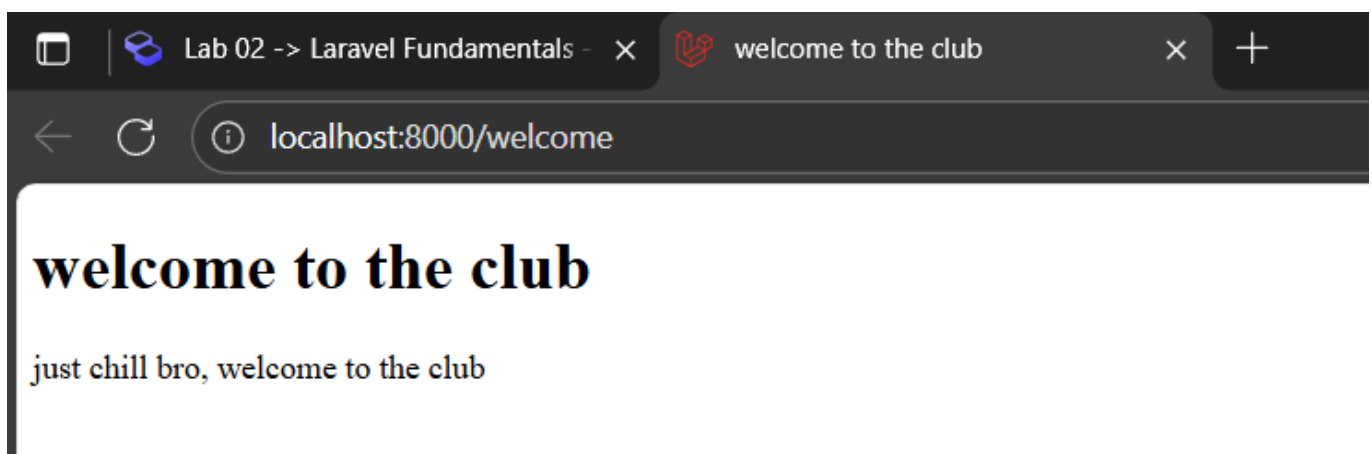 Lab 02 -> Laravel Fundamentals -
welcome to the club
localhost:8000/welcome
welcome to the club
just chill bro, welcome to the club